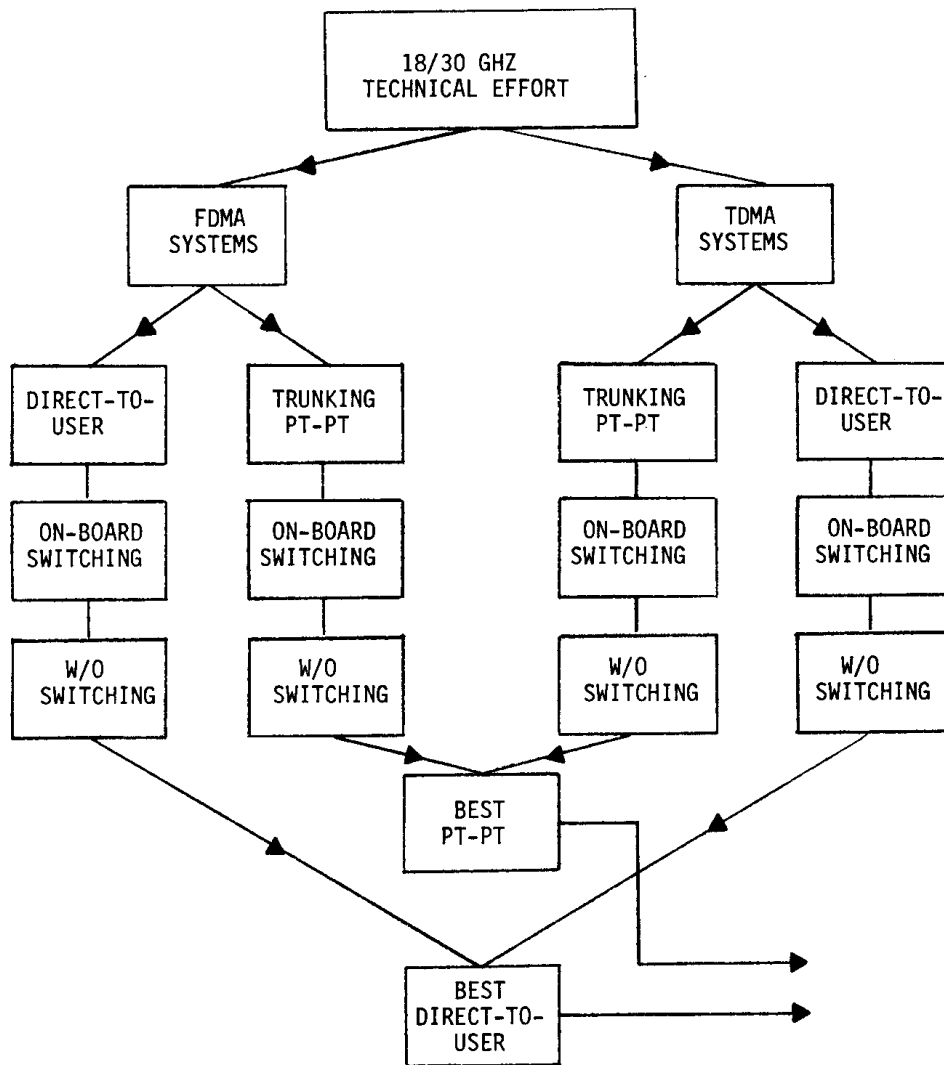 18/30 GHZ
TECHNICAL EFFORT
FDMA
SYSTEMS
TDMA
SYSTEMS
DIRECT-TO-
USER
TRUNKING
PT-PT
TRUNKING
PT-PT
DIRECT-TO-
USER
ON-BOARD
SWITCHING
ON-BOARD
SWITCHING
ON-BOARD
SWITCHING
ON-BOARD
SWITCHING
W/O
SWITCHING
W/O
SWITCHING
W/O
SWITCHING
W/O
SWITCHING
BEST
PT-PT
BEST
DIRECT-TO-
USER